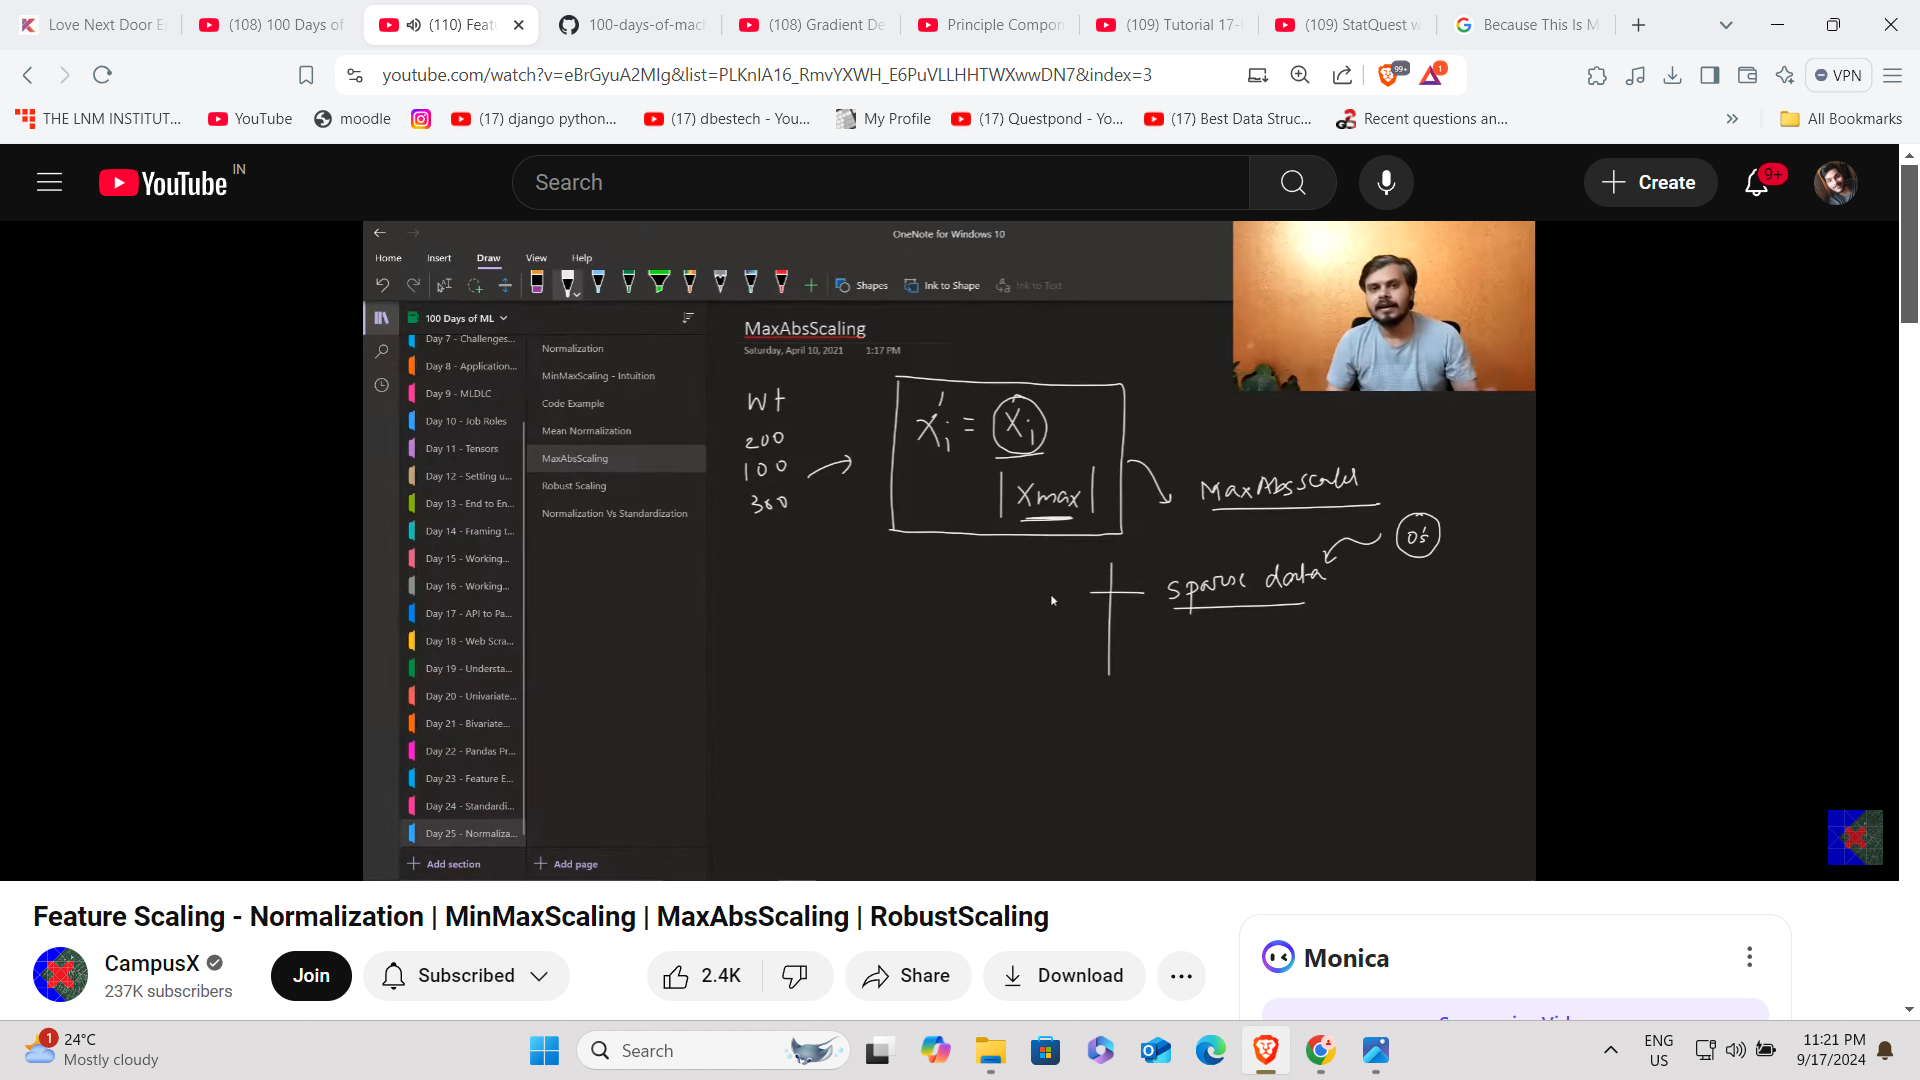 Love Next Door E
(108) 100 Days of
(110) Featu
100-days-of-mach
(108) Gradient De
Principle Compon
(109) Tutorial 17-
(109) StatQuest w
Because This Is M
youtube.com/watch?v=eBrGyuA2MIg&list=PLKnIA16_RmvYXWH_E6PuVLLHHTWXwwDN7&index=3
99+
1
VPN
THE LNM INSTITUT...
YouTube
moodle
(17) django python...
(17) dbestech - You...
My Profile
(17) Questpond - Yo...
(17) Best Data Struc...
Recent questions an...
All Bookmarks
YouTube IN
Search
Create
9+
OneNote for Windows 10
Home Insert Draw View Help
Shapes
Ink to Shape
Ink to Text
100 Days of ML
Day 7 - Challenges...
Day 8 - Application...
Day 9 - MLDLC
Day 10 - Job Roles
Day 11 - Tensors
Day 12 - Setting u...
Day 13 - End to En...
Day 14 - Framing t...
Day 15 - Working...
Day 16 - Working...
Day 17 - API to Pa...
Day 18 - Web Scra...
Day 19 - Understa...
Day 20 - Univariate...
Day 21 - Bivariate...
Day 22 - Pandas Pr...
Day 23 - Feature E...
Day 24 - Standardi...
Day 25 - Normaliza...
Add section
Normalization
MinMaxScaling - Intuition
Code Example
Mean Normalization
MaxAbsScaling
Robust Scaling
Normalization Vs Standardization
Add page
MaxAbsScaling
Saturday, April 10, 2021 1:17 PM
Wt
200
100
300
Xi' = Xi
|Xmax|
MaxAbsScaler
0's
sparse data
Feature Scaling - Normalization | MinMaxScaling | MaxAbsScaling | RobustScaling
CampusX
237K subscribers
Join
Subscribed
2.4K
Share
Download
...
Monica
1
24°C
Mostly cloudy
Search
ENG
US
11:21 PM
9/17/2024